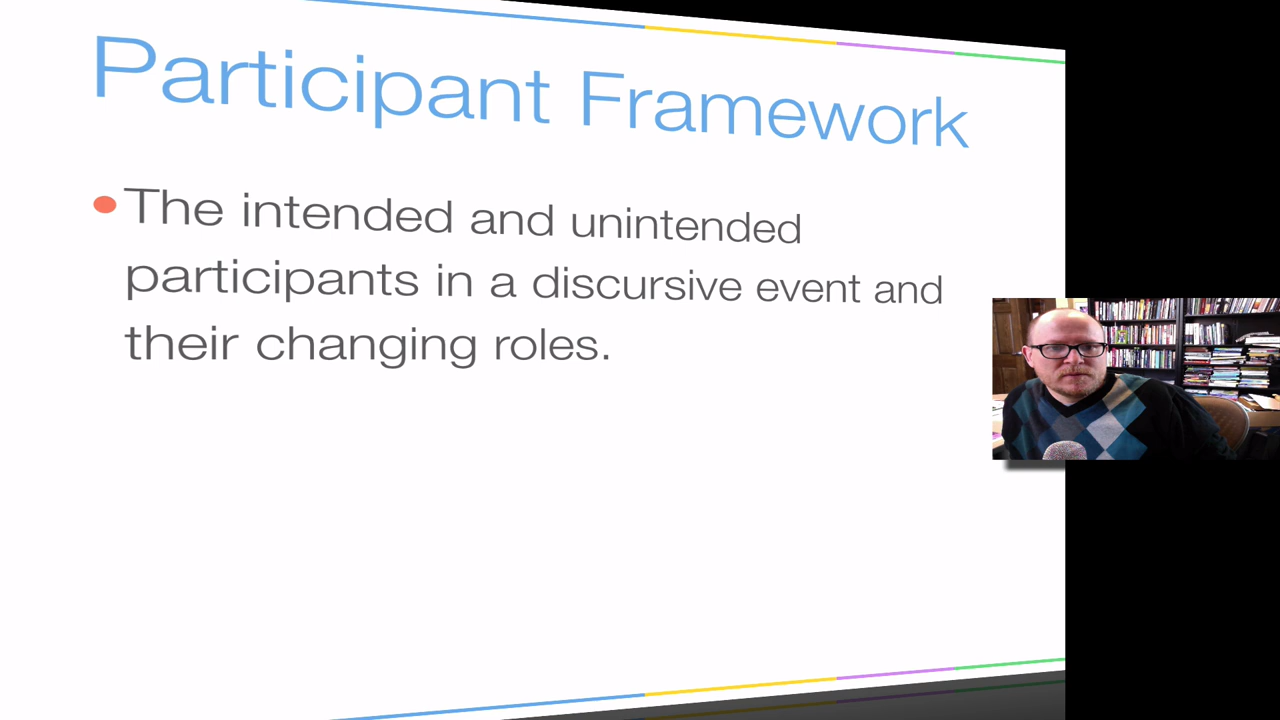 Participant Framework
•The intended and unintended
participants in a discursive event and
their changing roles.